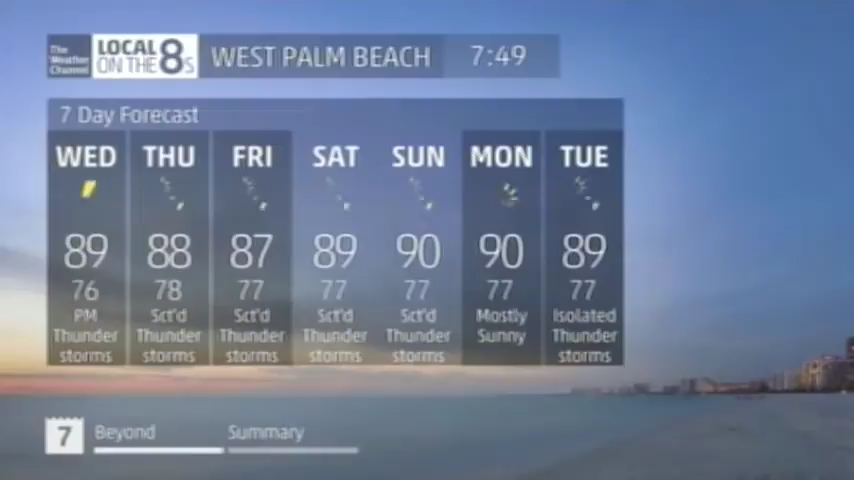 The Weather Channel LOCAL ON THE 8s WEST PALM BEACH 7:49
7 Day Forecast
WED THU FRI SAT SUN MON TUE
89 88 87 89 90 90 89
76 78 77 77 77 77 77
PM Sct'd Sct'd Sct'd Sct'd Mostly Isolated
Thunder Thunder Thunder Thunder Thunder Sunny Thunder
storms storms storms storms storms storms
7 Beyond Summary